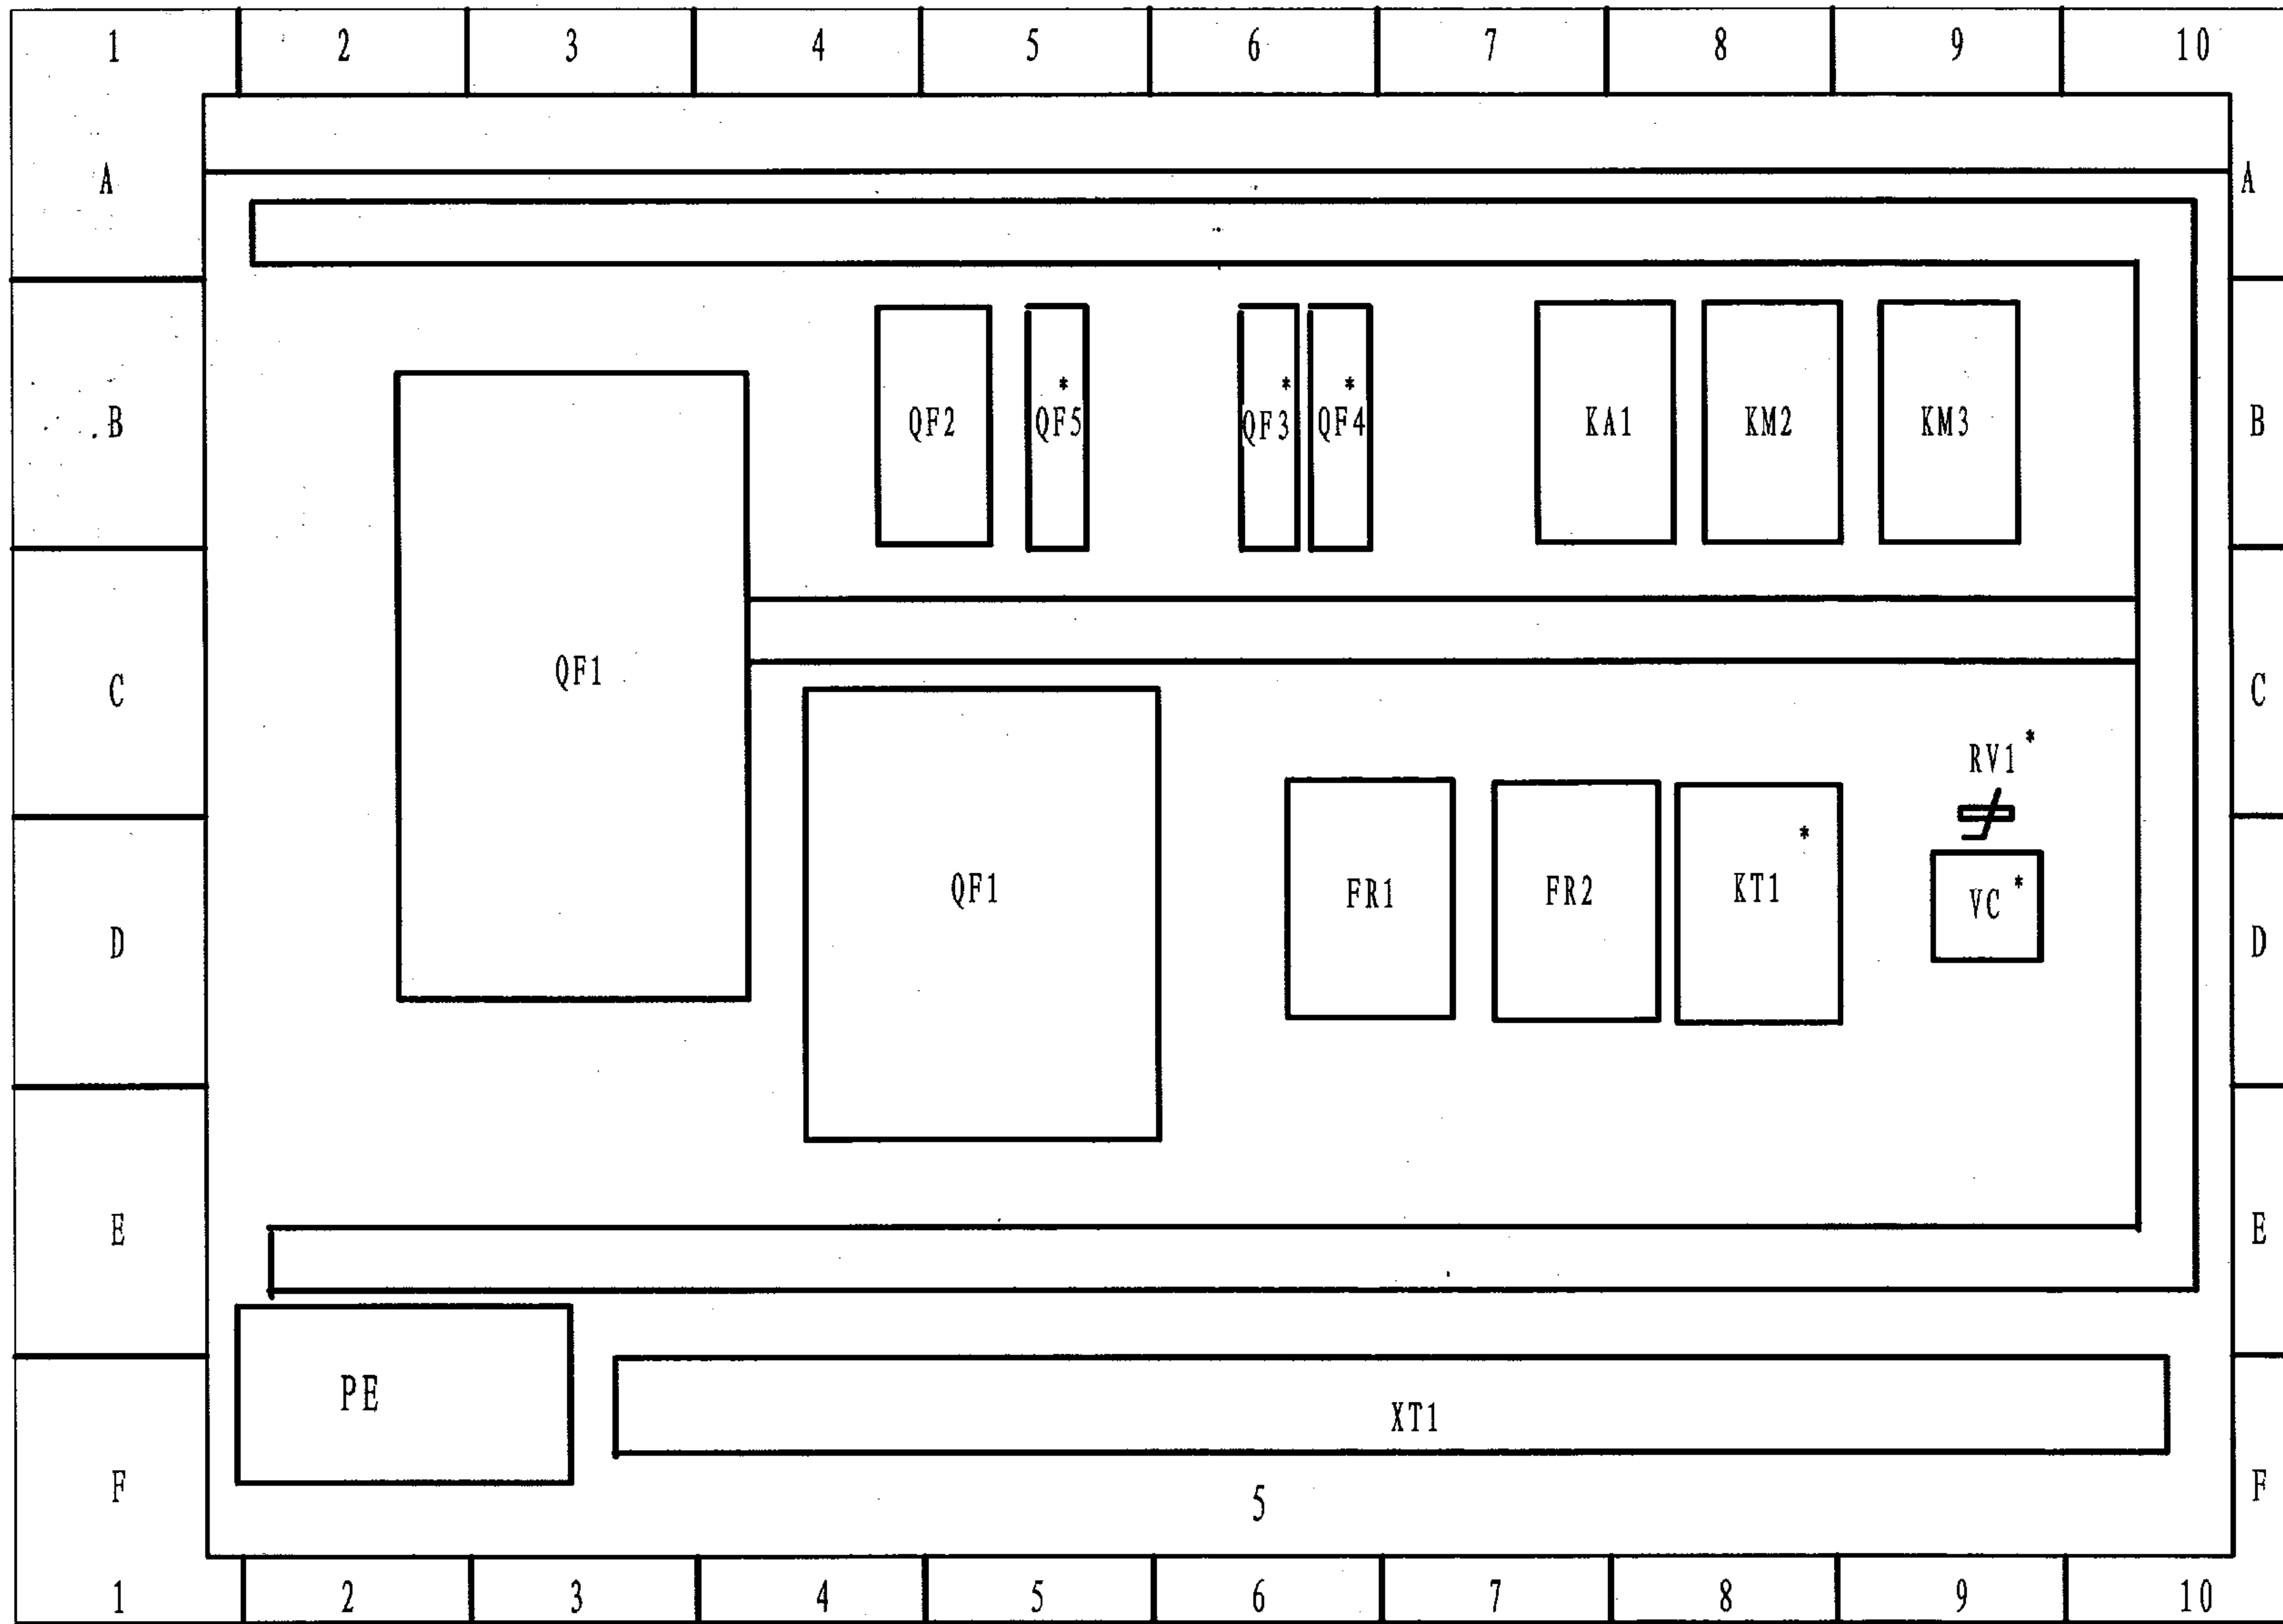 1 2 3 4 5 6 7 8 9 10
A A
* * *
B QF2 QF5 QF3 QF4 KA1 KM2 KM3 B
C QF1 C
RV1 *
*
D QF1 FR1 FR2 KT1 VC * D
E E
PE XT1
F 5 F
1 2 3 4 5 6 7 8 9 10